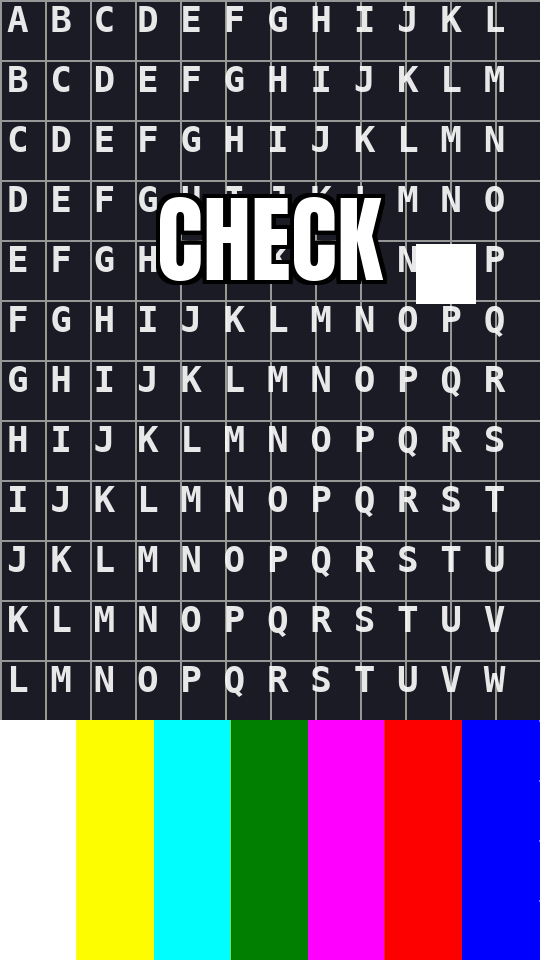 A B C D E F G H I J K L
B C D E F G H I J K L M
C D E F G H I J K L M N
D E F G M N O
CHECK
E F G H N P
F G H I J K L M N O P Q
G H I J K L M N O P Q R
H I J K L M N O P Q R S
I J K L M N O P Q R S T
J K L M N O P Q R S T U
K L M N O P Q R S T U V
L M N O P Q R S T U V W